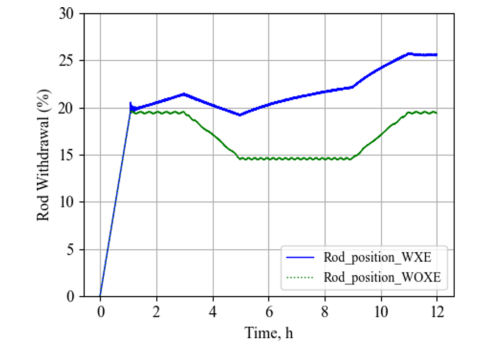 30
25
20
15
10
5
0
Rod Withdrawal (%)
0 2 4 6 8 10 12
Time, h
Rod_position_WXE
Rod_position_WOXE